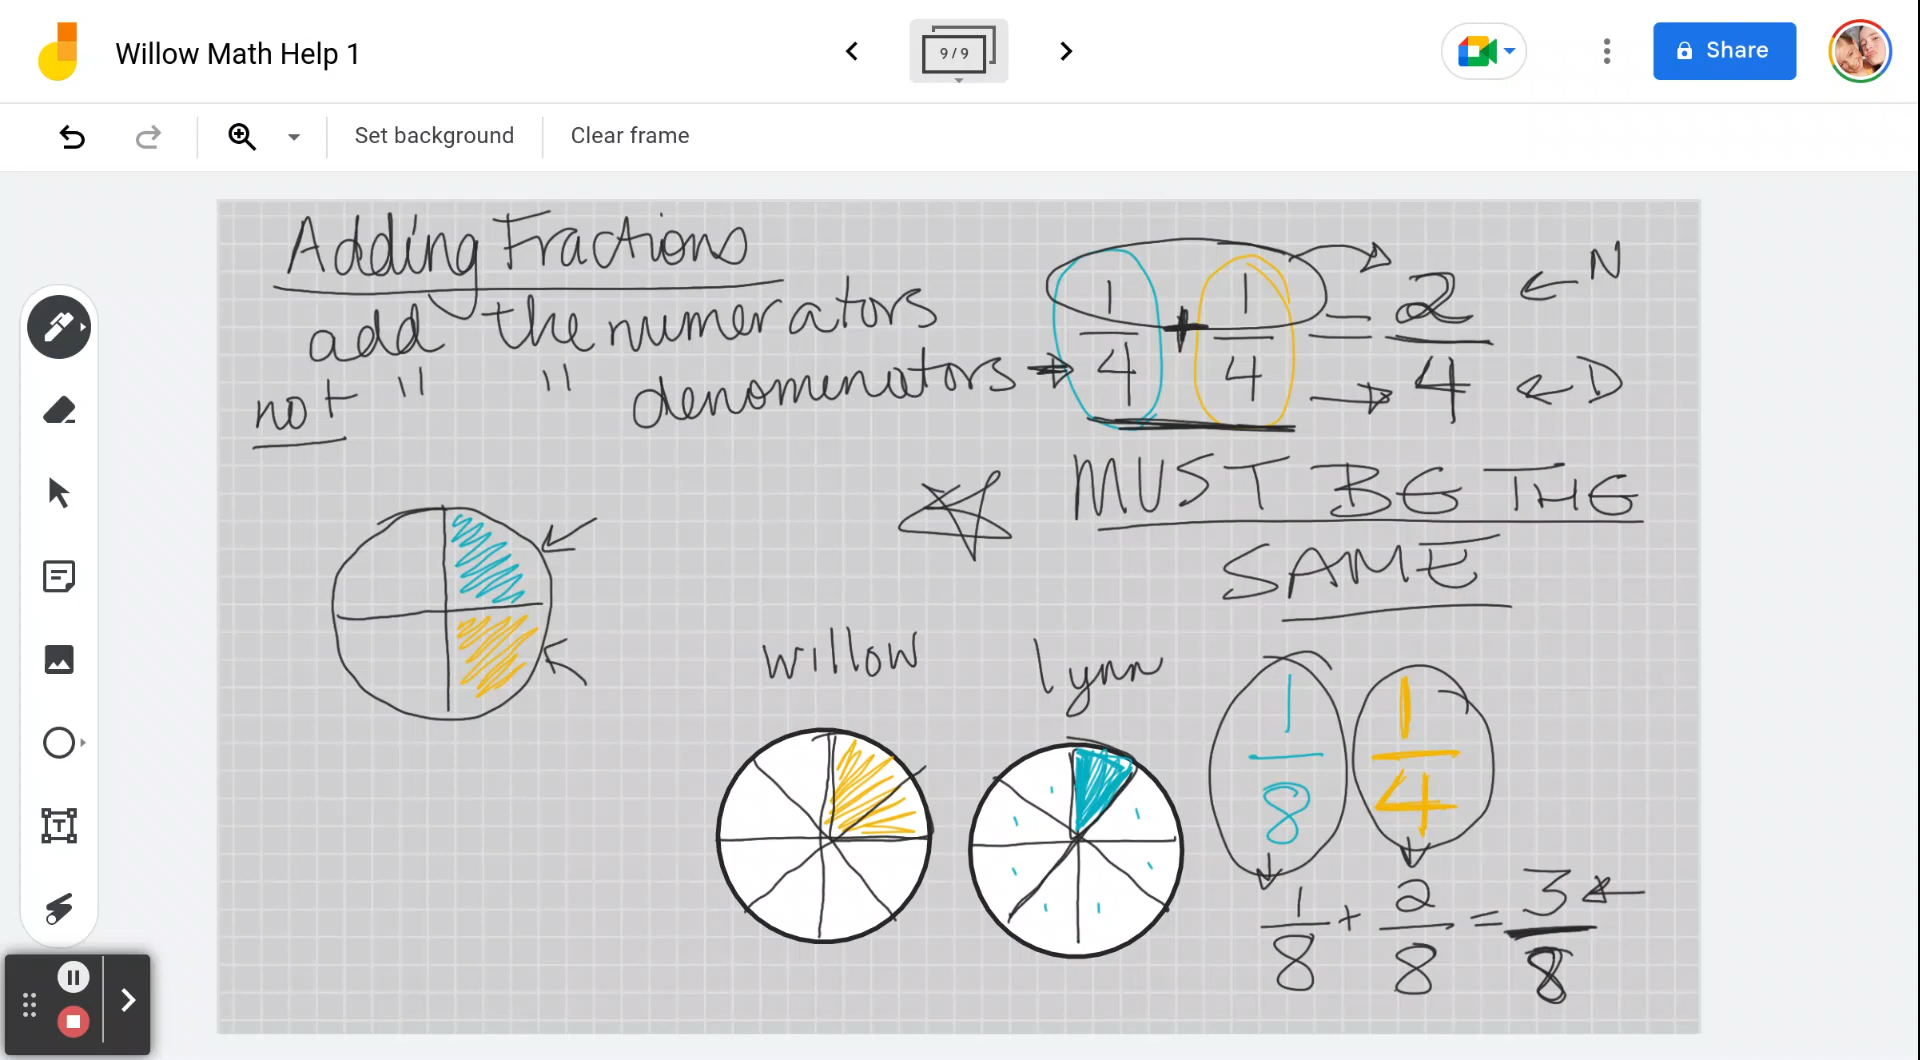 Willow Math Help 1
9/9
Share
Set background
Clear frame
Adding Fractions
add the numerators
not " " denomenators →
1/4 + 1/4 = 2/4
← N
→ ← D
MUST BE THE
SAME
willow
lynn
1/8 1/4
1/8 + 2/8 = 3/8 ←